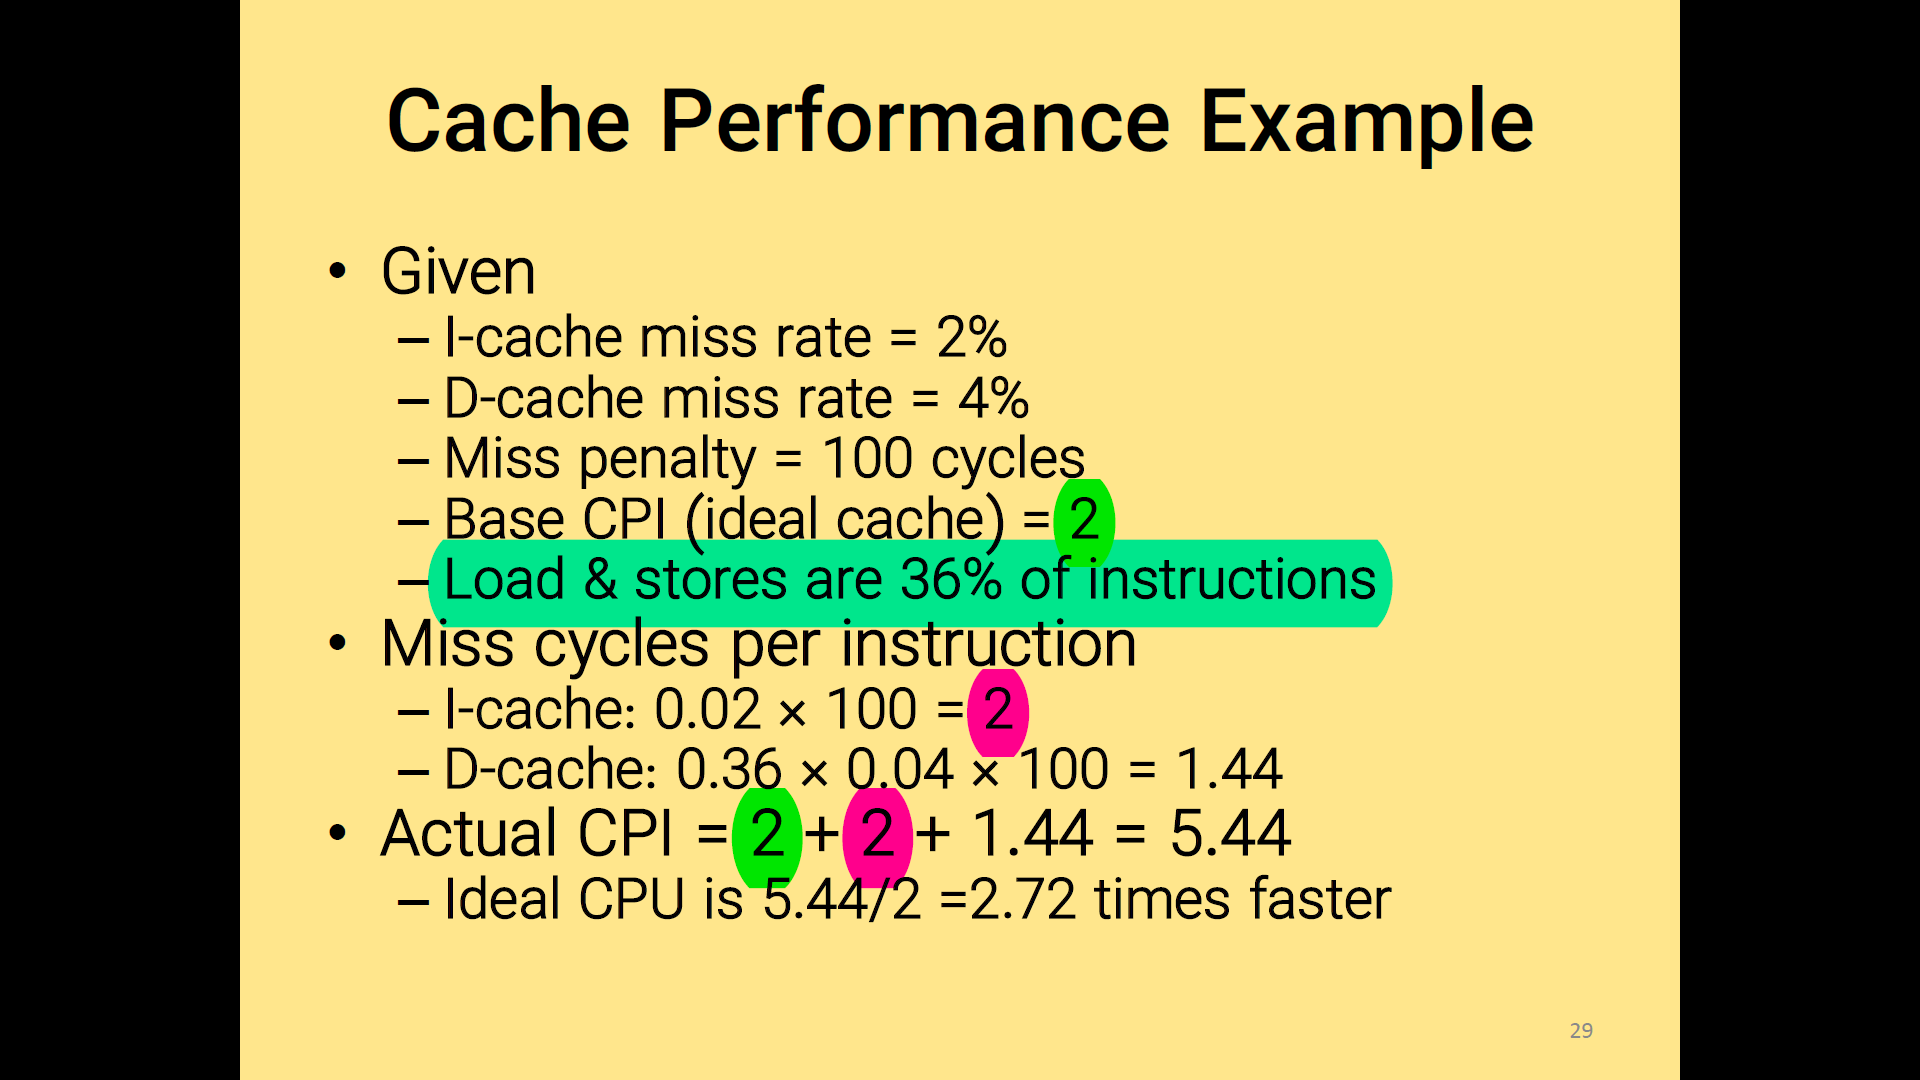 Cache Performance Example
• Given
– I-cache miss rate = 2%
– D-cache miss rate = 4%
– Miss penalty = 100 cycles
– Base CPI (ideal cache) = 2
– Load & stores are 36% of instructions
• Miss cycles per instruction
– I-cache: 0.02 × 100 = 2
– D-cache: 0.36 × 0.04 × 100 = 1.44
• Actual CPI = 2 + 2 + 1.44 = 5.44
– Ideal CPU is 5.44/2 =2.72 times faster
29